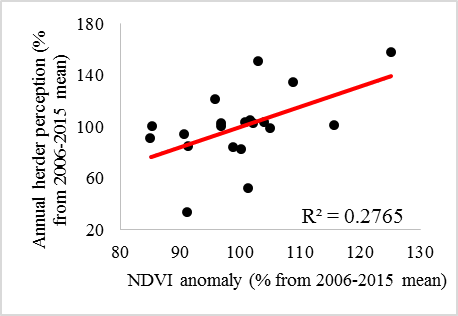 Annual herder perception (%
from 2006-2015 mean)
180
140
100
60
20
R² = 0.2765
80 90 100 110 120 130
NDVI anomaly (% from 2006-2015 mean)